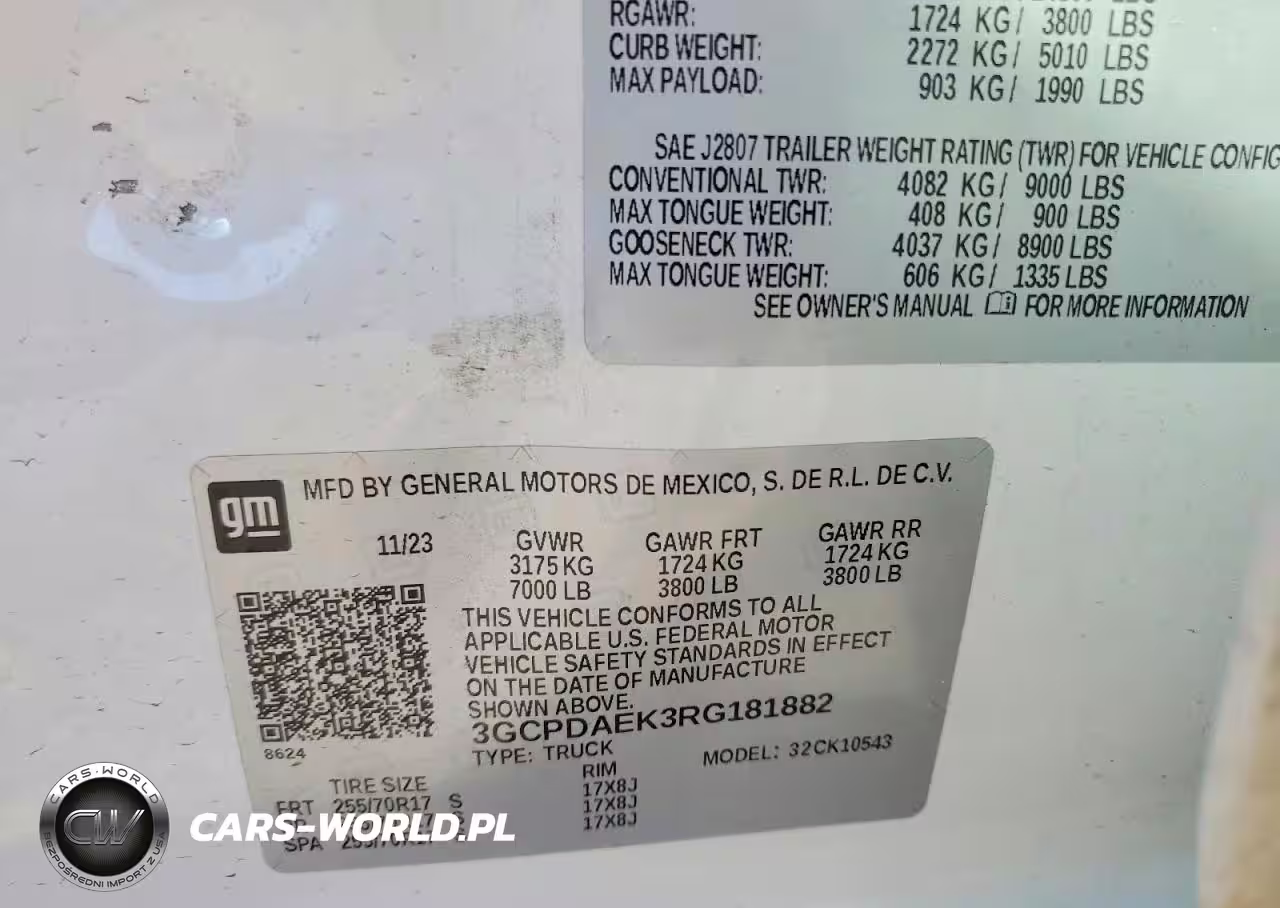 RGAWR: 1724 KG/ 3800 LBS
CURB WEIGHT: 2272 KG/ 5010 LBS
MAX PAYLOAD: 903 KG/ 1990 LBS
SAE J2807 TRAILER WEIGHT RATING (TWR) FOR VEHICLE CONFIG
CONVENTIONAL TWR: 4082 KG/ 9000 LBS
MAX TONGUE WEIGHT: 408 KG/ 900 LBS
GOOSENECK TWR: 4037 KG/ 8900 LBS
MAX TONGUE WEIGHT: 606 KG/ 1335 LBS
SEE OWNER'S MANUAL FOR MORE INFORMATION
gm
MFD BY GENERAL MOTORS DE MEXICO, S. DE R.L. DE C.V.
11/23 GVWR GAWR FRT GAWR RR
3175 KG 1724 KG 1724 KG
7000 LB 3800 LB 3800 LB
THIS VEHICLE CONFORMS TO ALL
APPLICABLE U.S. FEDERAL MOTOR
VEHICLE SAFETY STANDARDS IN EFFECT
ON THE DATE OF MANUFACTURE
SHOWN ABOVE.
3GCPDAEK3RG181882
8624
TYPE: TRUCK MODEL: 32CK10543
TIRE SIZE RIM
FRT 255/70R17 S 17X8J
17X8J
SPA 17X8J
CARS-WORLD
CW
BEZPOŚREDNI IMPORT Z USA
CARS-WORLD.PL